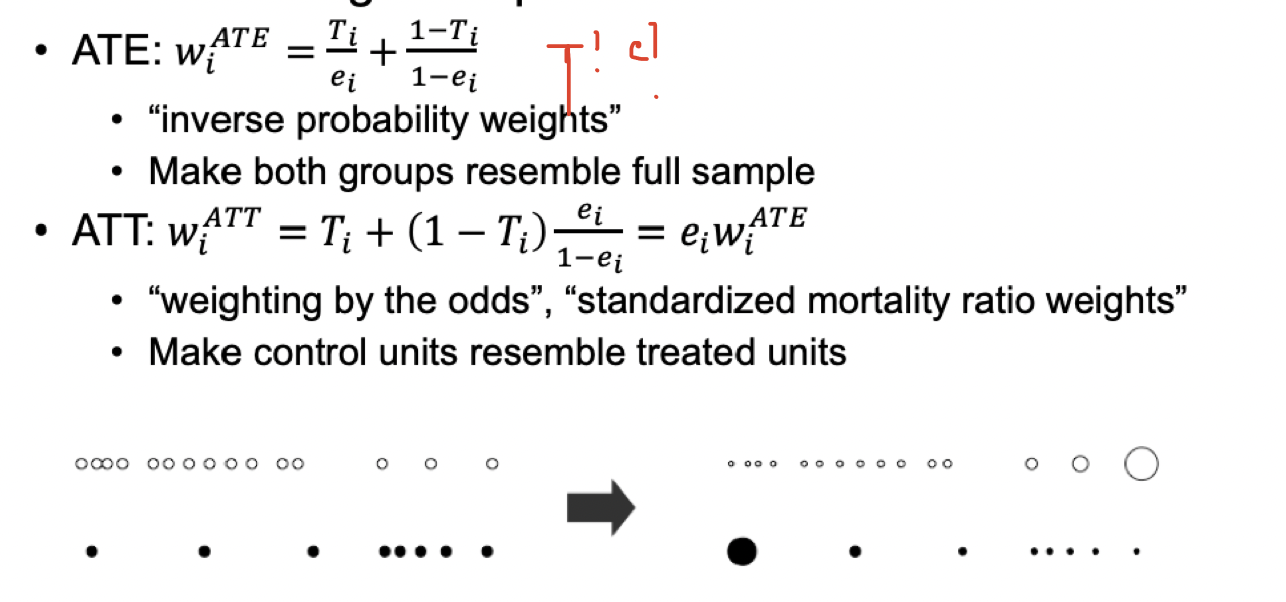 • ATE: w_i^{ATE} = \frac{T_i}{e_i} + \frac{1−T_i}{1−e_i}
• “inverse probability weights”
• Make both groups resemble full sample
• ATT: w_i^{ATT} = T_i + (1 − T_i)\frac{e_i}{1−e_i} = e_i w_i^{ATE}
• “weighting by the odds”, “standardized mortality ratio weights”
• Make control units resemble treated units